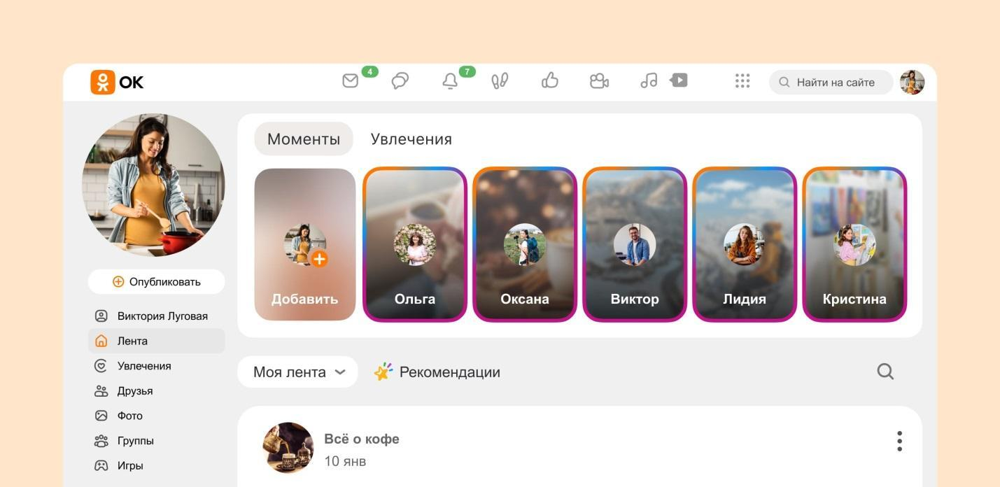 ОК
4
7
Найти на сайте
Опубликовать
Виктория Луговая
Лента
Увлечения
Друзья
Фото
Группы
Игры
Моменты Увлечения
Добавить
Ольга
Оксана
Виктор
Лидия
Кристина
Моя лента Рекомендации
Всё о кофе
10 янв